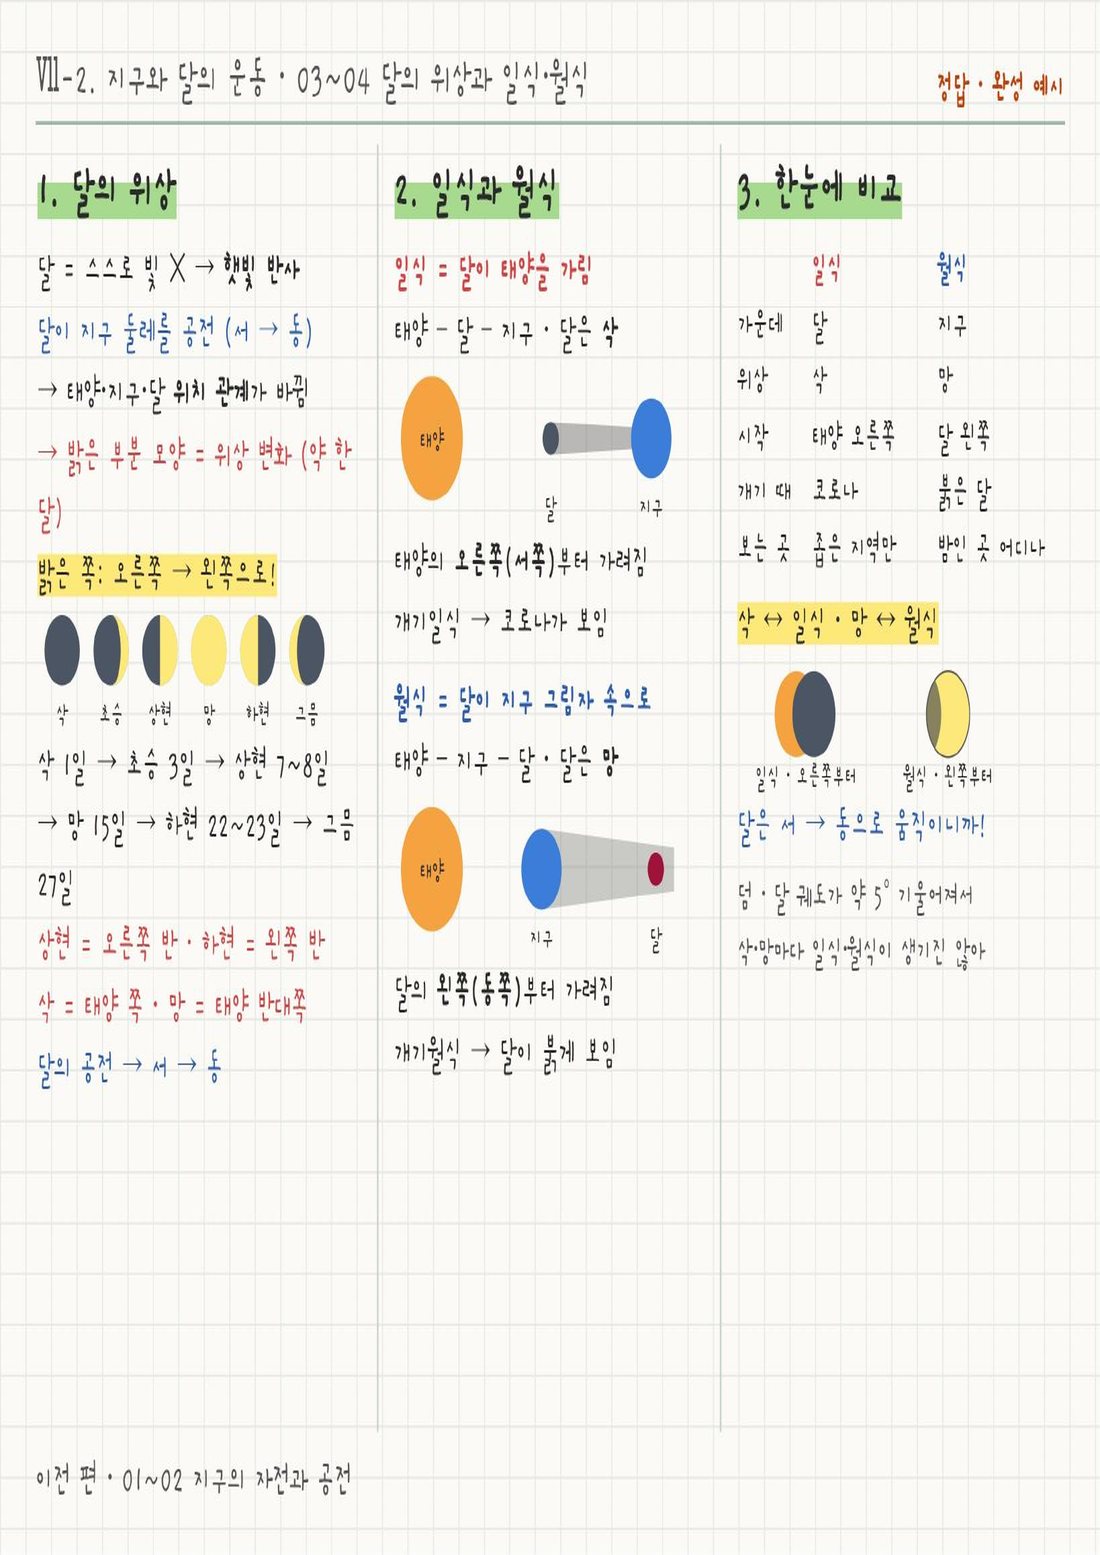 Ⅶ-2. 지구와 달의 운동 · 03~04 달의 위상과 일식·월식
정답 · 완성 예시
1. 달의 위상
달 = 스스로 빛 X → 햇빛 반사
달이 지구 둘레를 공전 (서 → 동)
→ 태양·지구·달 위치 관계가 바뀜
→ 밝은 부분 모양 = 위상 변화 (약 한
달)
밝은 쪽: 오른쪽 → 왼쪽으로!
삭 초승 상현 망 하현 그믐
삭 1일 → 초승 3일 → 상현 7~8일
→ 망 15일 → 하현 22~23일 → 그믐
27일
상현 = 오른쪽 반 · 하현 = 왼쪽 반
삭 = 태양 쪽 · 망 = 태양 반대쪽
달의 공전 → 서 → 동
2. 일식과 월식
일식 = 달이 태양을 가림
태양 - 달 - 지구 · 달은 삭
태양
달 지구
태양의 오른쪽(서쪽)부터 가려짐
개기일식 → 코로나가 보임
월식 = 달이 지구 그림자 속으로
태양 - 지구 - 달 · 달은 망
태양
지구 달
달의 왼쪽(동쪽)부터 가려짐
개기월식 → 달이 붉게 보임
3. 한눈에 비교
일식 월식
가운데 달 지구
위상 삭 망
시작 태양 오른쪽 달 왼쪽
개기 때 코로나 붉은 달
보는 곳 좁은 지역만 밤인 곳 어디나
삭 ↔ 일식 · 망 ↔ 월식
일식 · 오른쪽부터 월식 · 왼쪽부터
달은 서 → 동으로 움직이니까!
덤 · 달 궤도가 약 5° 기울어져서
삭·망마다 일식·월식이 생기진 않아
이전 편 · 01~02 지구의 자전과 공전